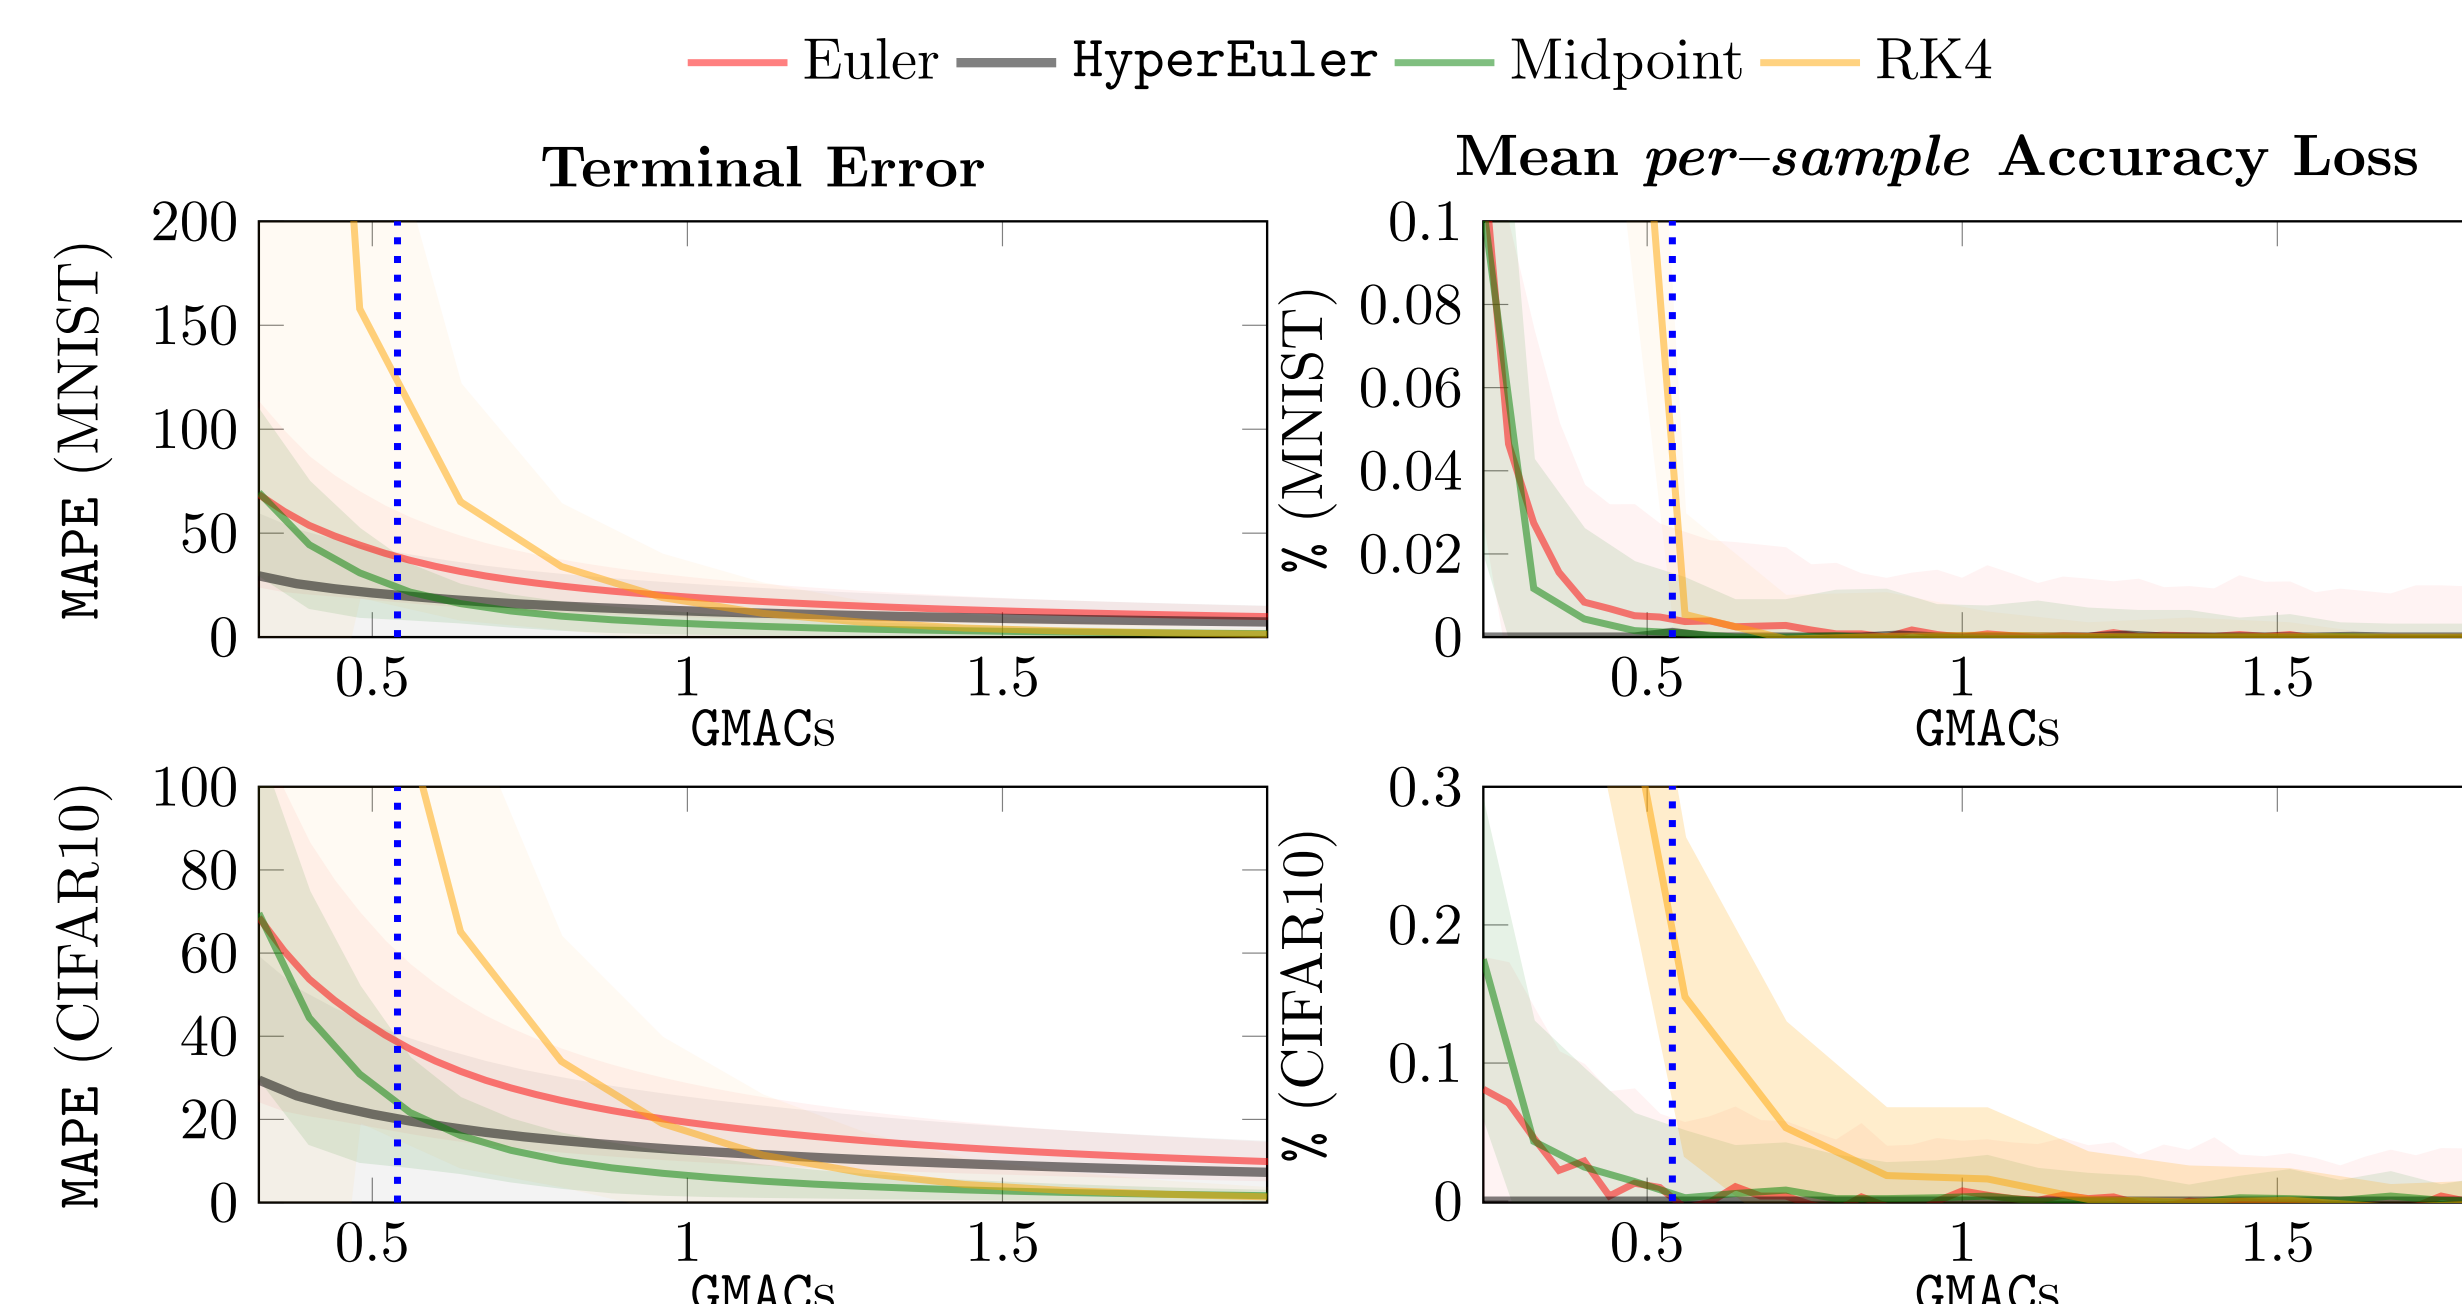 Euler HyperEuler Midpoint RK4
Terminal Error
Mean per–sample Accuracy Loss
MAPE (MNIST)
200
150
100
50
0
0.5 1 1.5
GMACs
% (MNIST)
0.1
0.08
0.06
0.04
0.02
0
0.5 1 1.5
GMACs
MAPE (CIFAR10)
100
80
60
40
20
0
0.5 1 1.5
GMACs
% (CIFAR10)
0.3
0.2
0.1
0
0.5 1 1.5
GMACs